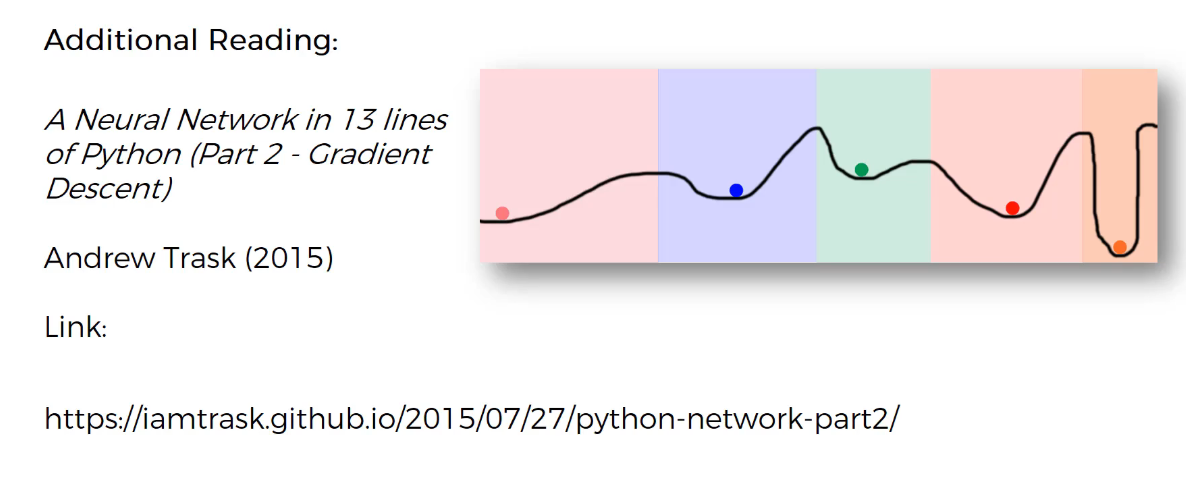 Additional Reading:
A Neural Network in 13 lines
of Python (Part 2 - Gradient
Descent)
Andrew Trask (2015)
Link:
https://iamtrask.github.io/2015/07/27/python-network-part2/